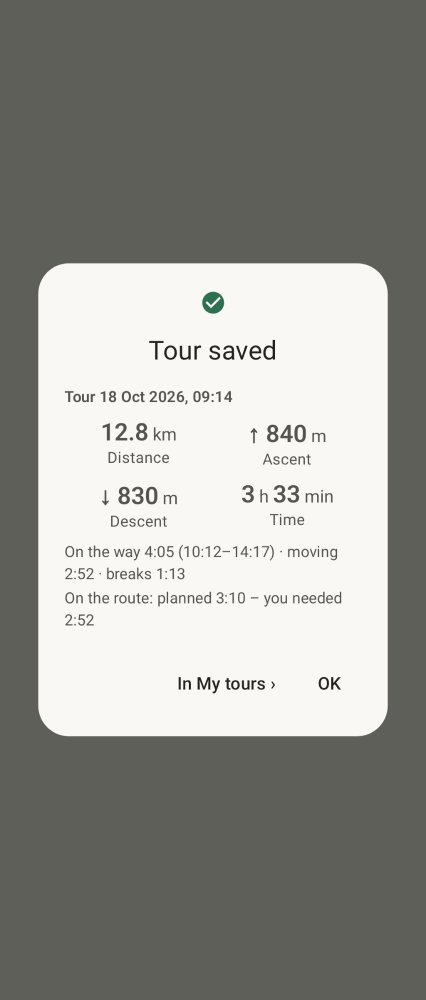 Tour saved
Tour 18 Oct 2026, 09:14
12.8 km
Distance
↑ 840 m
Ascent
↓ 830 m
Descent
3 h 33 min
Time
On the way 4:05 (10:12–14:17) · moving
2:52 · breaks 1:13
On the route: planned 3:10 – you needed
2:52
In My tours ›
OK